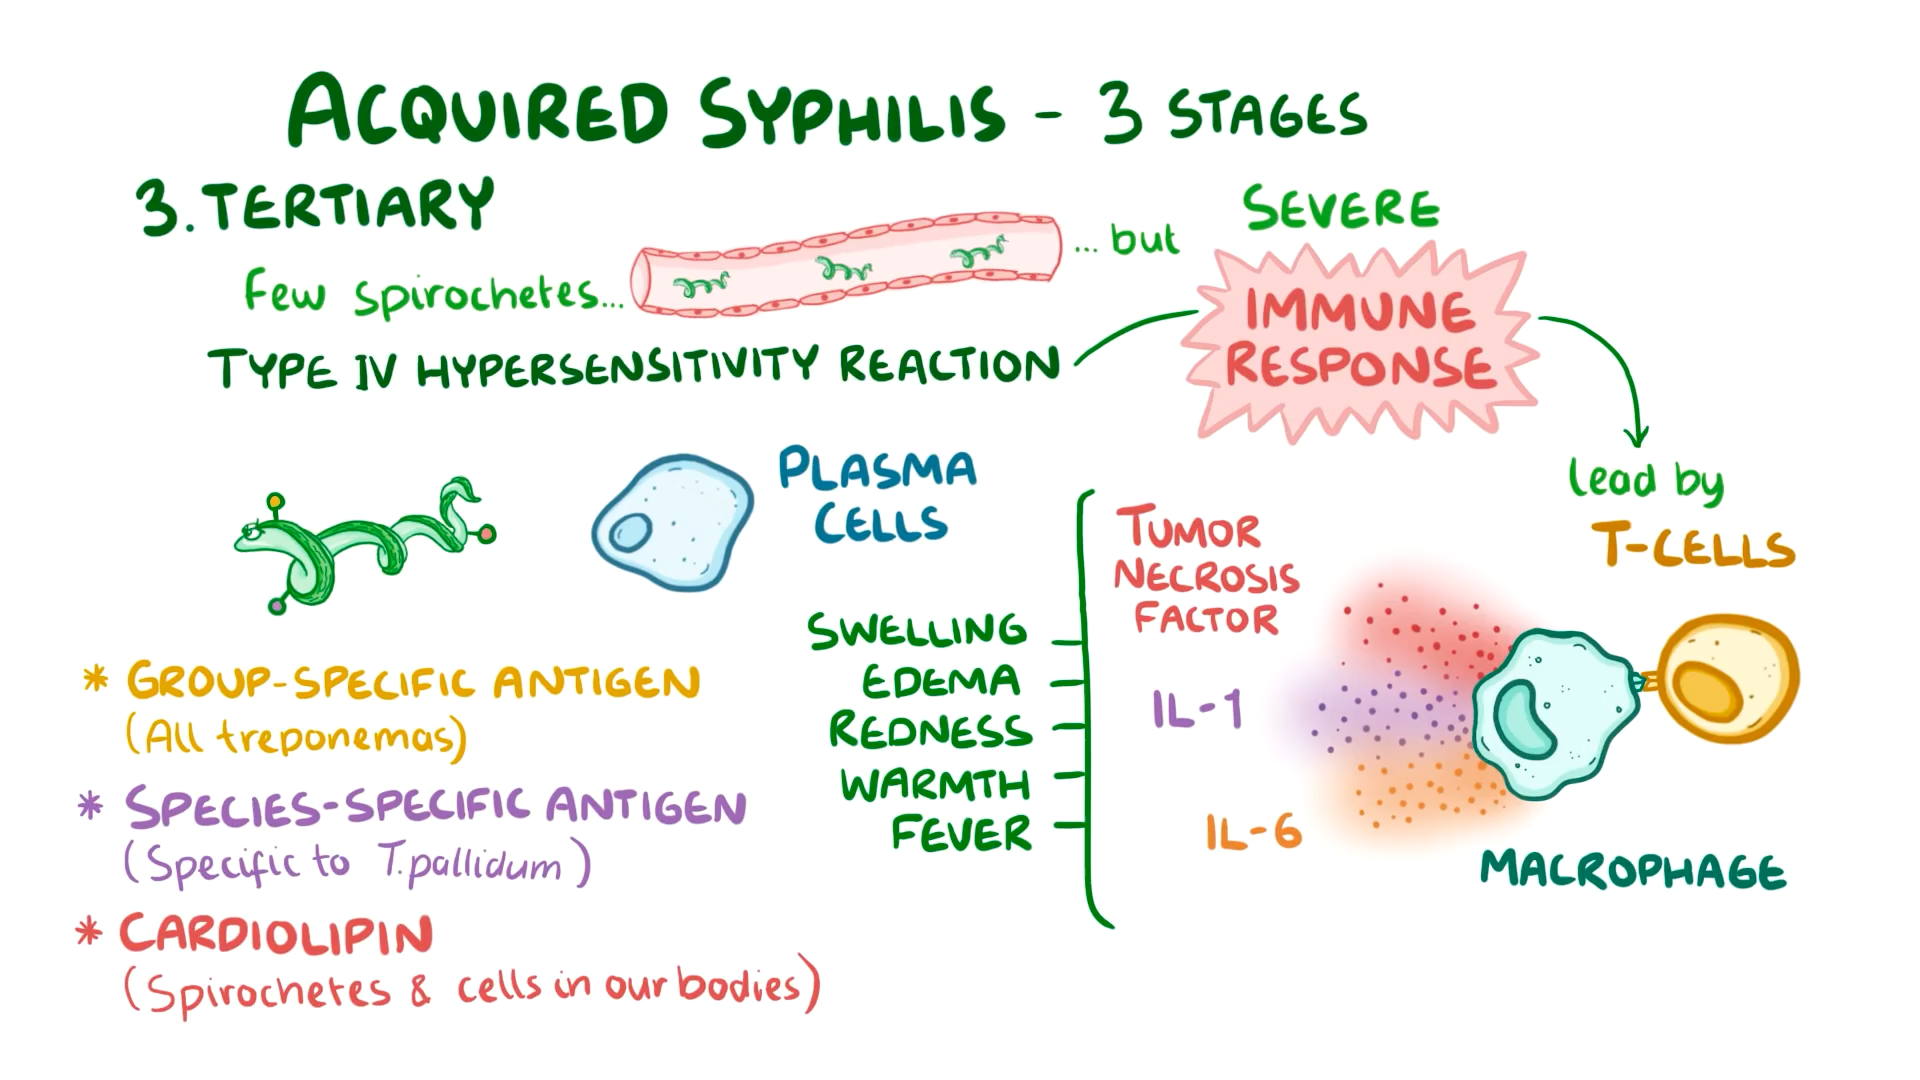 ACQUIRED SYPHILIS - 3 STAGES
3. TERTIARY
Few spirochetes...
... but
SEVERE
IMMUNE
RESPONSE
TYPE IV HYPERSENSITIVITY REACTION
lead by
T-CELLS
PLASMA
CELLS
TUMOR
NECROSIS
FACTOR
IL-1
IL-6
MACROPHAGE
SWELLING
EDEMA
REDNESS
WARMTH
FEVER
* GROUP-SPECIFIC ANTIGEN
(All treponemas)
* SPECIES-SPECIFIC ANTIGEN
(Specific to T.pallidum)
* CARDIOLIPIN
(Spirochetes & cells in our bodies)